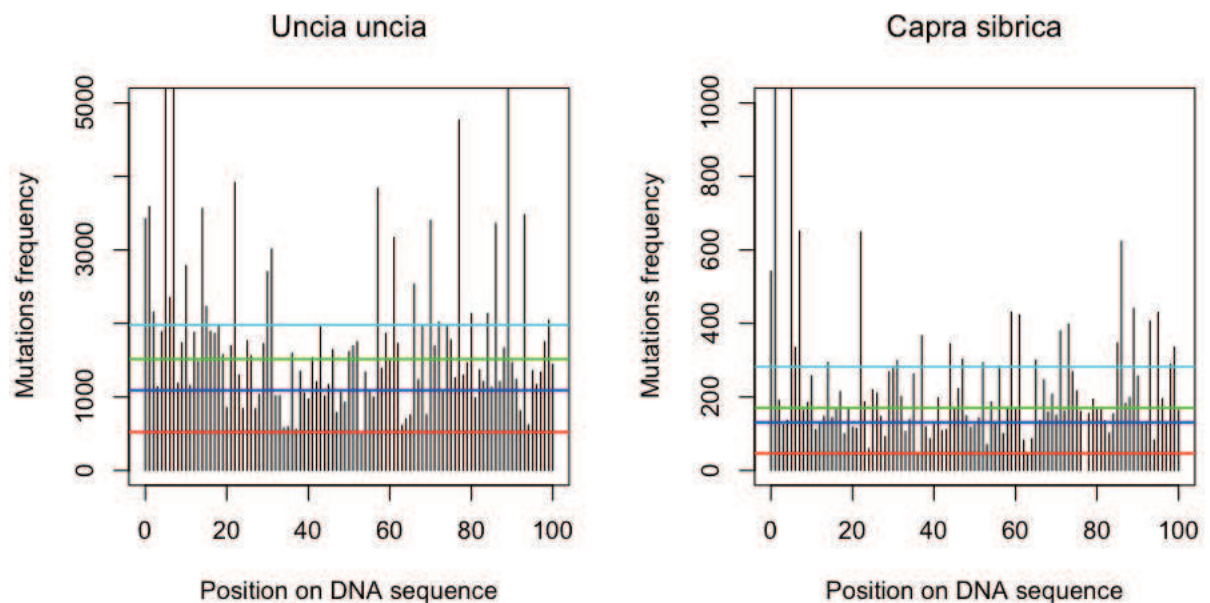 Uncia uncia
Mutations frequency
5000
3000
1000
0
0 20 40 60 80 100
Position on DNA sequence
Capra sibrica
Mutations frequency
1000
800
600
400
200
0
0 20 40 60 80 100
Position on DNA sequence